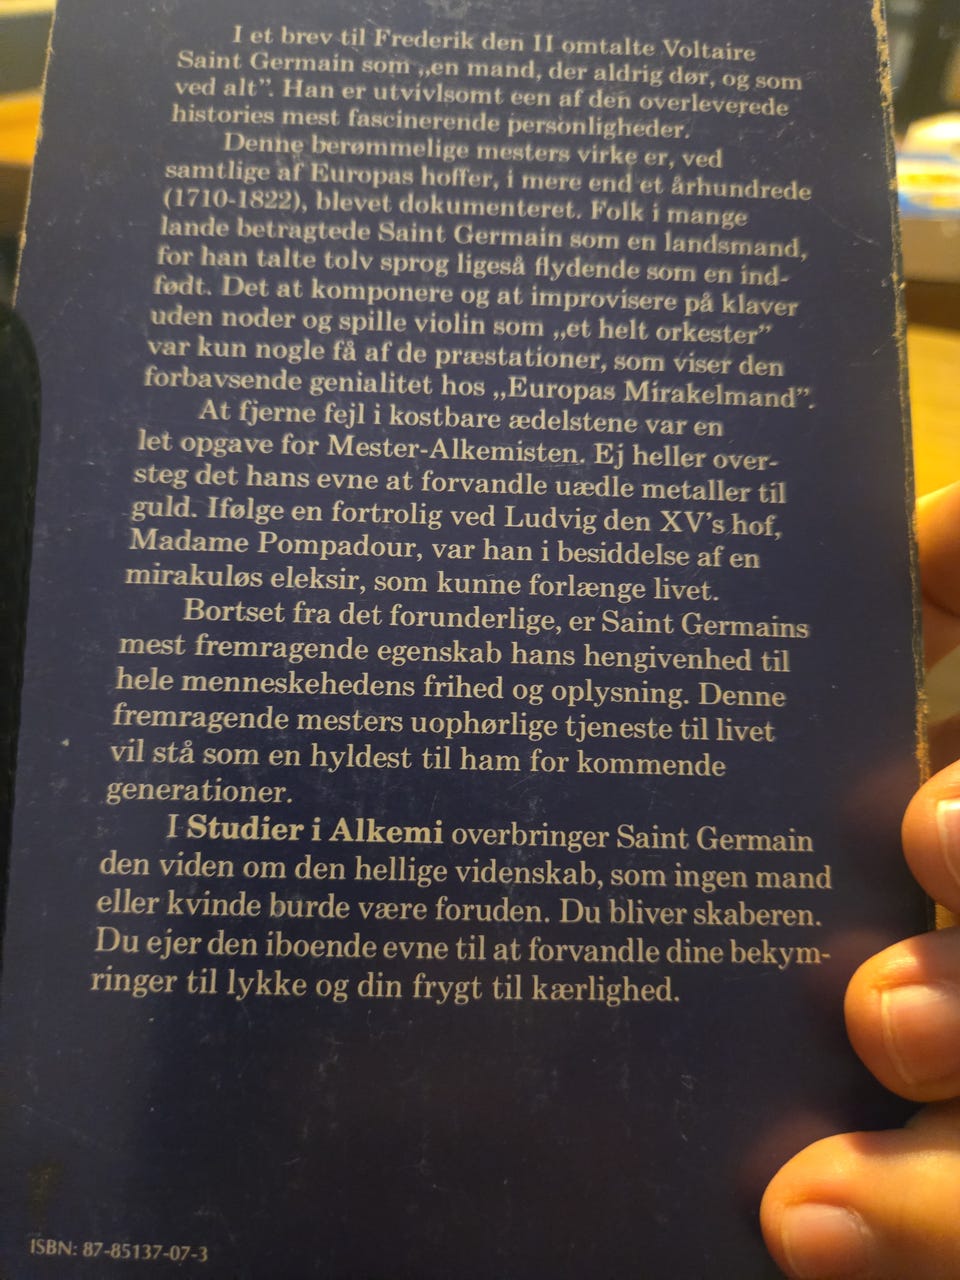 I et brev til Frederik den II omtalte Voltaire
Saint Germain som „en mand, der aldrig dør, og som
ved alt”. Han er utvivlsomt een af den overleverede
histories mest fascinerende personligheder.
Denne berømmelige mesters virke er, ved
samtlige af Europas hoffer, i mere end et århundrede
(1710-1822), blevet dokumenteret. Folk i mange
lande betragtede Saint Germain som en landsmand,
for han talte tolv sprog ligeså flydende som en ind-
født. Det at komponere og at improvisere på klaver
uden noder og spille violin som „et helt orkester”
var kun nogle få af de præstationer, som viser den
forbavsende genialitet hos „Europas Mirakelmand”.
At fjerne fejl i kostbare ædelstene var en
let opgave for Mester-Alkemisten. Ej heller over-
steg det hans evne at forvandle uædle metaller til
guld. Ifølge en fortrolig ved Ludvig den XV's hof,
Madame Pompadour, var han i besiddelse af en
mirakuløs eleksir, som kunne forlænge livet.
Bortset fra det forunderlige, er Saint Germains
mest fremragende egenskab hans hengivenhed til
hele menneskehedens frihed og oplysning. Denne
fremragende mesters uophørlige tjeneste til livet
vil stå som en hyldest til ham for kommende
generationer.
I Studier i Alkemi overbringer Saint Germain
den viden om den hellige videnskab, som ingen mand
eller kvinde burde være foruden. Du bliver skaberen.
Du ejer den iboende evne til at forvandle dine bekym-
ringer til lykke og din frygt til kærlighed.
ISBN: 87-85137-07-3